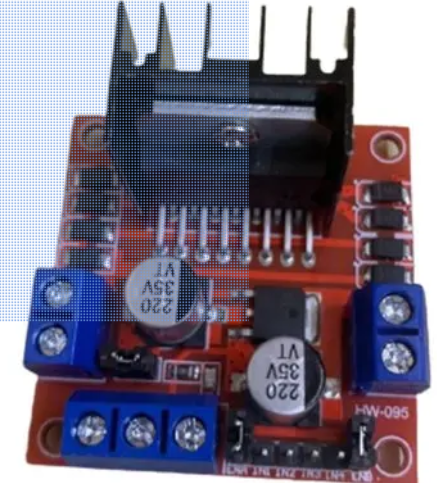 220
35V
VT
220
35V
VT
HW-095
ENA IN1 IN2 IN3 IN4 ENB